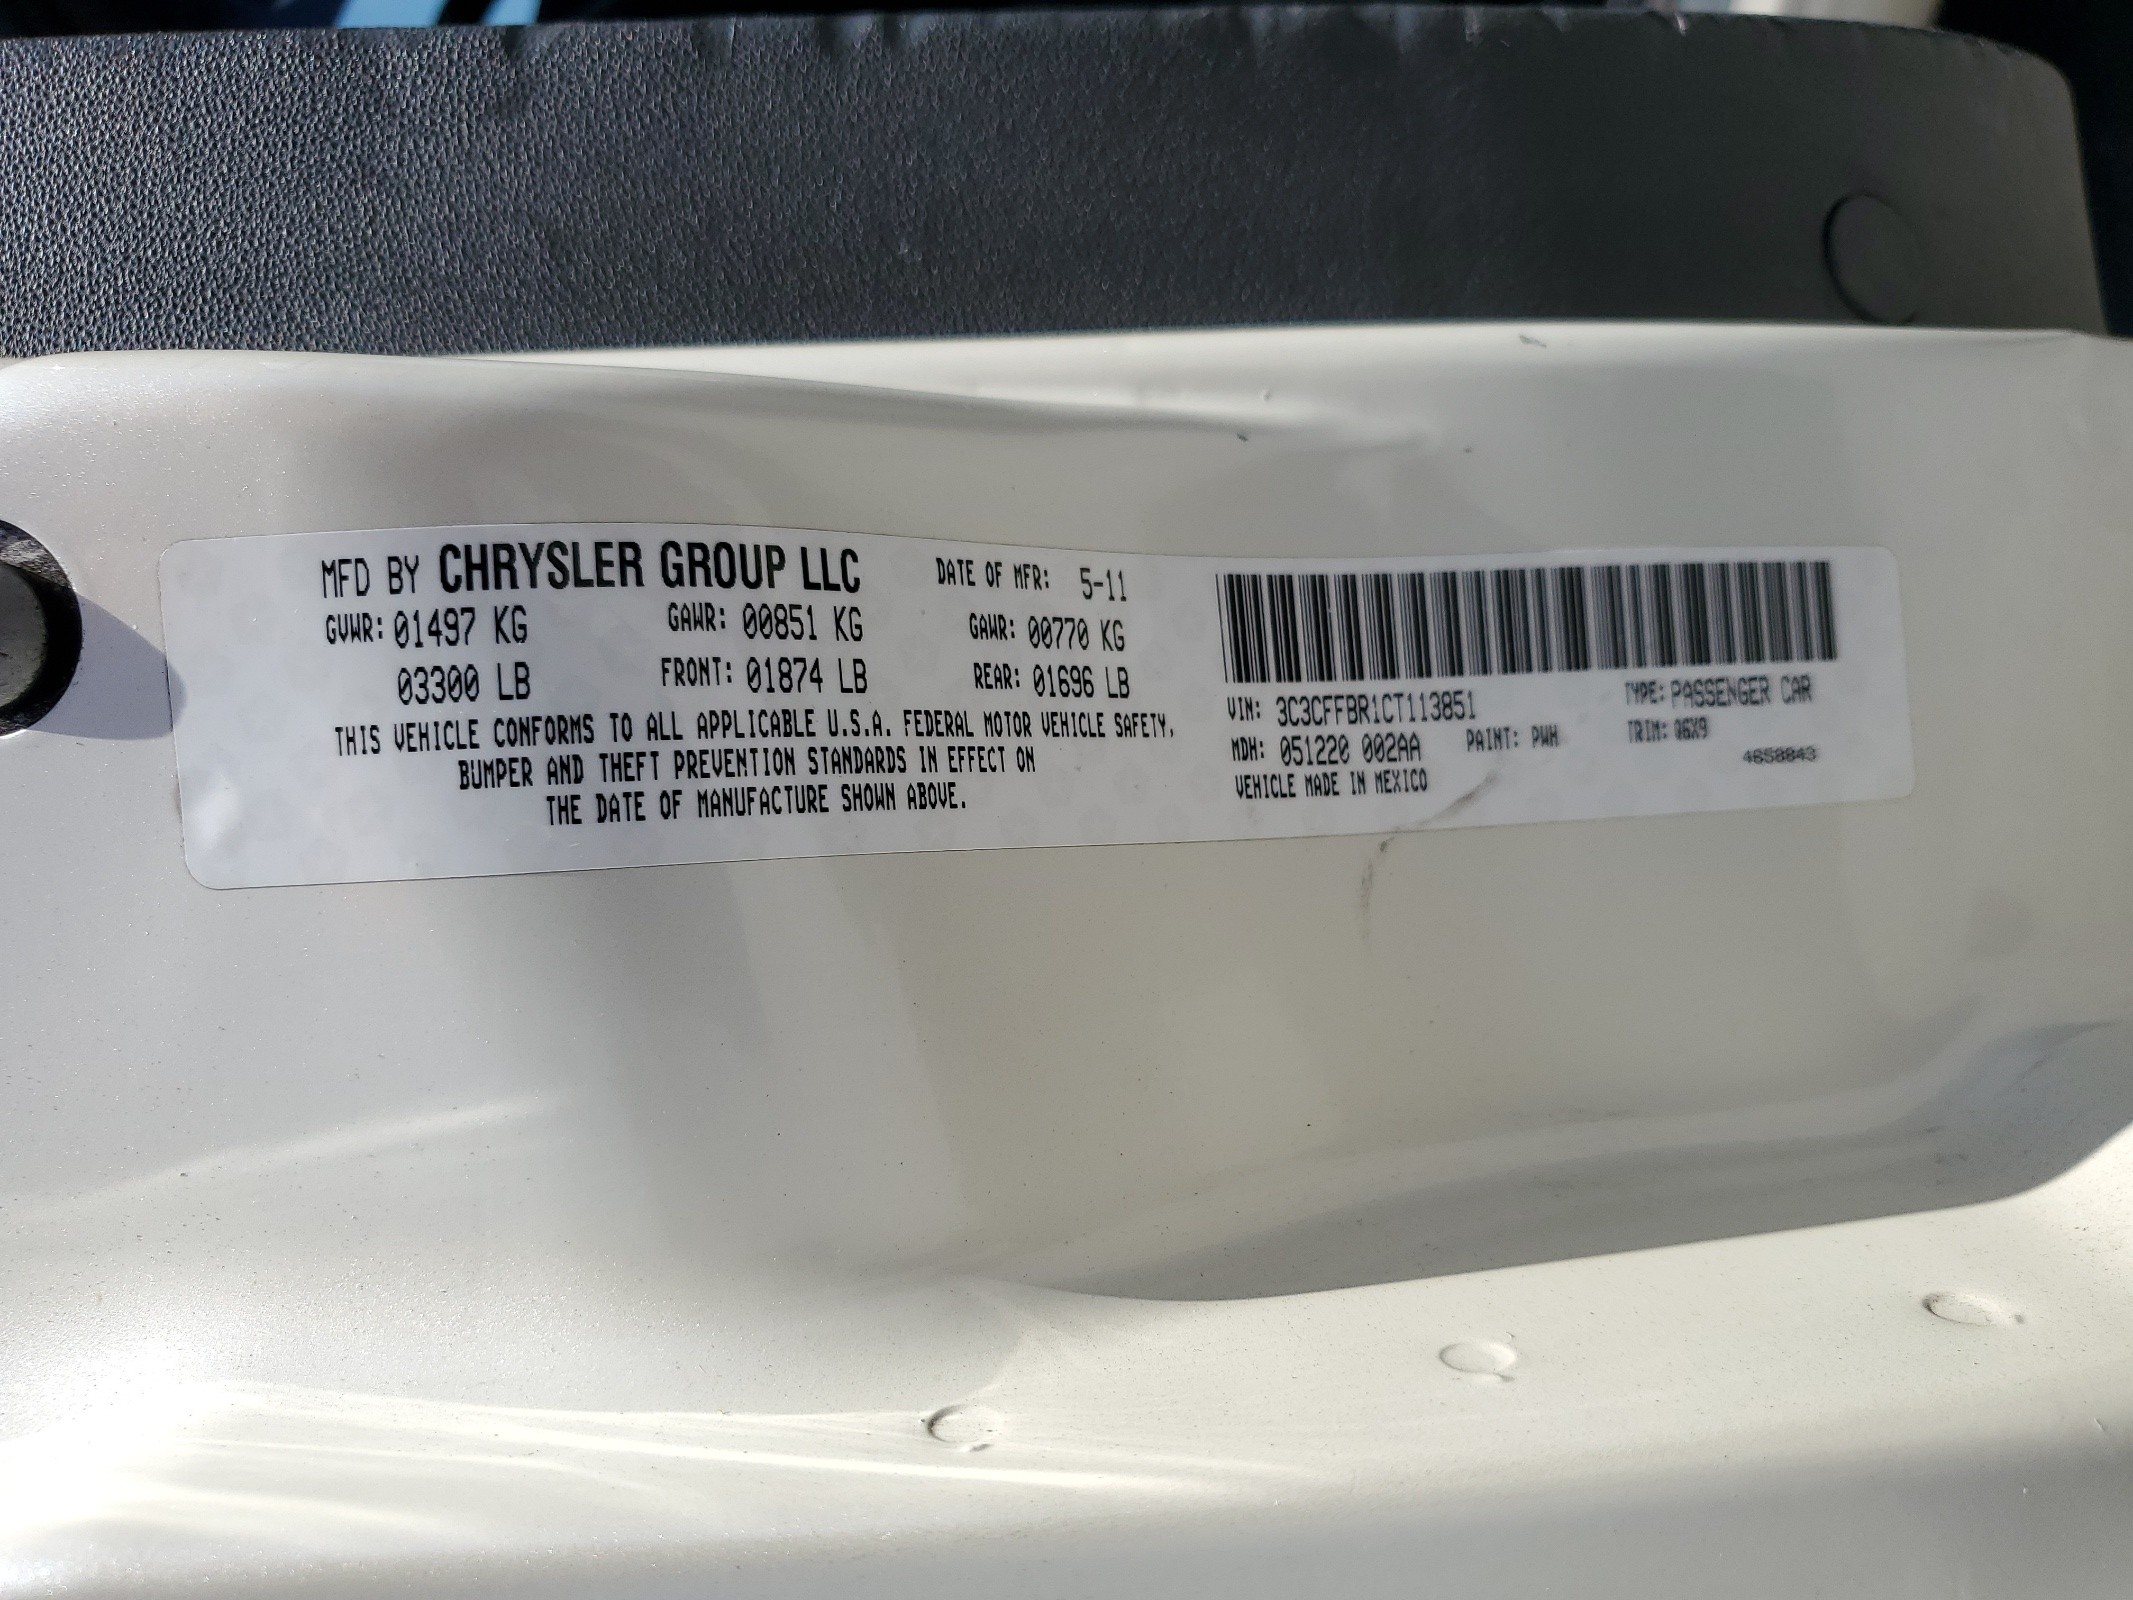 MFD BY CHRYSLER GROUP LLC DATE OF MFR: 5-11
GVWR: 01497 KG GAWR: 00851 KG GAWR: 00770 KG
03300 LB FRONT: 01874 LB REAR: 01696 LB
THIS VEHICLE CONFORMS TO ALL APPLICABLE U.S.A. FEDERAL MOTOR VEHICLE SAFETY,
BUMPER AND THEFT PREVENTION STANDARDS IN EFFECT ON
THE DATE OF MANUFACTURE SHOWN ABOVE.
VIN: 3C3CFFBR1CT113851 TYPE: PASSENGER CAR
MDH: 051220 002AA PAINT: PWH TRIM: Q6X9
VEHICLE MADE IN MEXICO